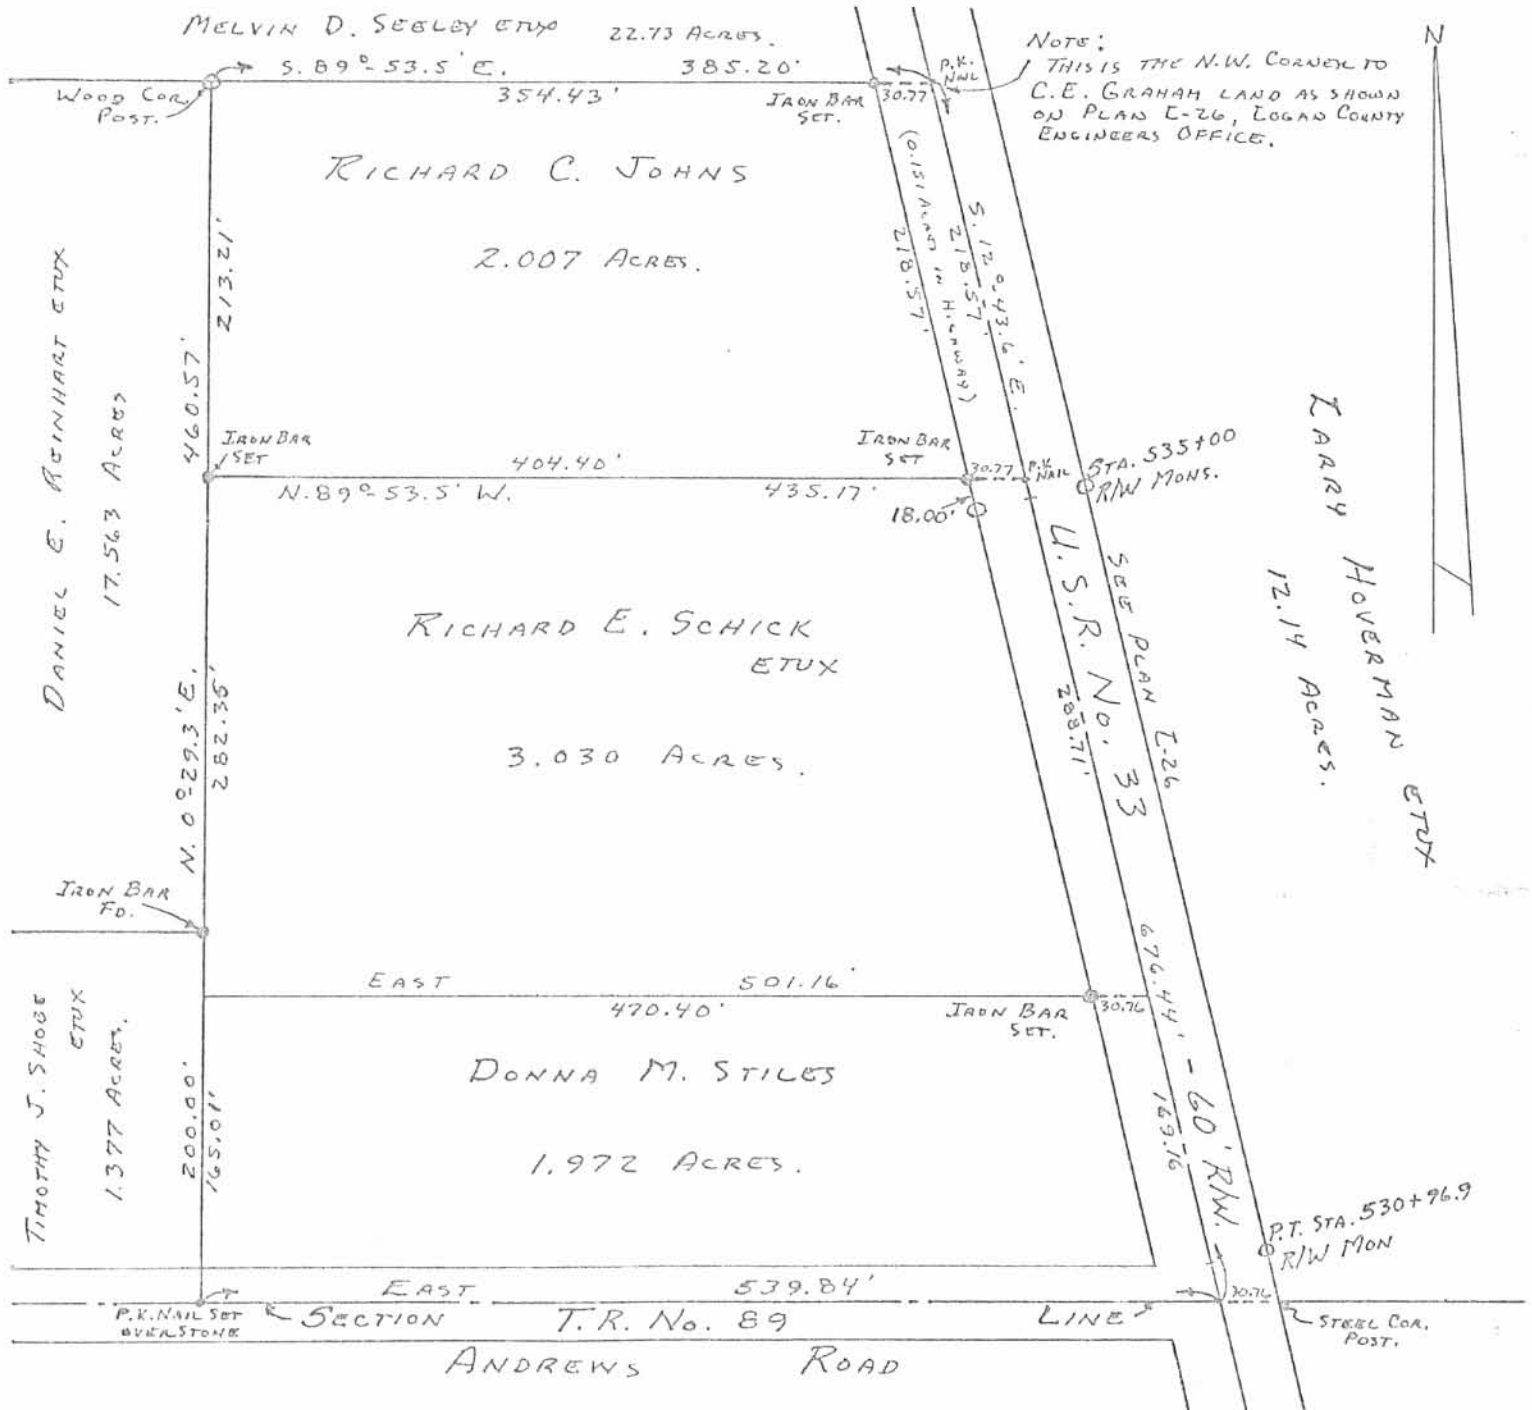 MELVIN D. SEELEY ETUX 22.73 ACRES.
S. 89°-53.5' E. 385.20'
354.43'
WOOD COR.
POST.
IRON BAR
SET.
30.77
P.K.
NAIL
NOTE:
THIS IS THE N.W. CORNER TO
C.E. GRAHAM LAND AS SHOWN
ON PLAN L-26, LOGAN COUNTY
ENGINEERS OFFICE.
N
RICHARD C. JOHNS
2.007 ACRES.
213.21'
460.57'
(0.151 ACRES IN HIGHWAY)
218.57'
S. 12°-43.6' E.
218.57'
DANIEL E. REINHART ETUX
17.563 ACRES
IRON BAR
SET
404.40'
N. 89°-53.5' W. 435.17'
IRON BAR
SET
30.77
P.K.
NAIL
18.00'
STA. 535+00
R/W MONS.
LARRY HOVERMAN ETUX
12.14 ACRES.
RICHARD E. SCHICK
ETUX
3.030 ACRES.
N. 0°-29.3' E.
282.35'
U.S.R. No. 33
SEE PLAN L-26
288.71'
IRON BAR
FD.
EAST 501.16'
470.40'
IRON BAR
SET.
30.76
676.44' - 60' R/W.
169.16
DONNA M. STILES
1.972 ACRES.
TIMOTHY J. SHOBE
ETUX
1.377 ACRES.
200.00'
165.01'
P.T. STA. 530+96.9
R/W MON
EAST 539.84'
30.76
P.K. NAIL SET
OVER STONE
SECTION T.R. No. 89 LINE
STEEL COR.
POST.
ANDREWS ROAD